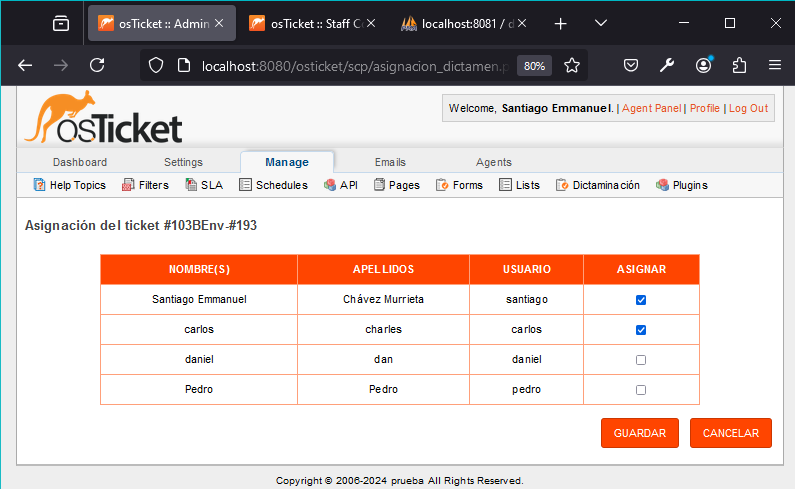 osTicket :: Admin
osTicket :: Staff Co
localhost:8081 / d
localhost:8080/osticket/scp/asignacion_dictamen.p
80%
osTicket
Welcome, Santiago Emmanuel. | Agent Panel | Profile | Log Out
Dashboard Settings Manage Emails Agents
Help Topics Filters SLA Schedules API Pages Forms Lists Dictaminación Plugins
Asignación del ticket #103BEnv-#193
NOMBRE(S) APELLIDOS USUARIO ASIGNAR
Santiago Emmanuel Chávez Murrieta santiago
carlos charles carlos
daniel dan daniel
Pedro Pedro pedro
GUARDAR CANCELAR
Copyright © 2006-2024 prueba All Rights Reserved.